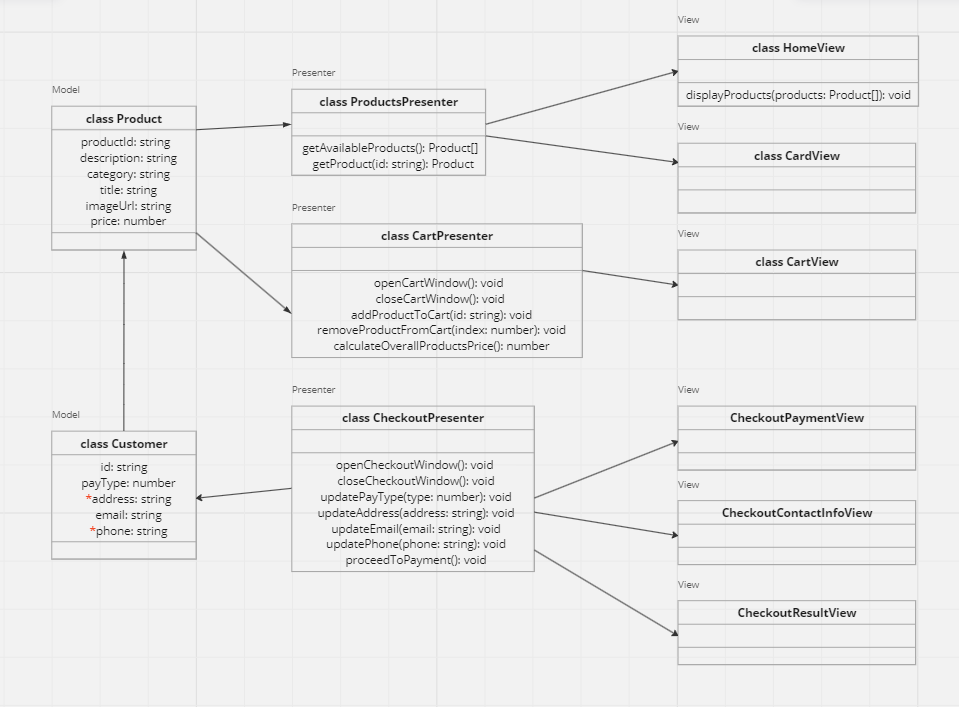 Model
class Product
productId: string
description: string
category: string
title: string
imageUrl: string
price: number
Model
class Customer
id: string
payType: number
*address: string
email: string
*phone: string
Presenter
class ProductsPresenter
getAvailableProducts(): Product[]
getProduct(id: string): Product
Presenter
class CartPresenter
openCartWindow(): void
closeCartWindow(): void
addProductToCart(id: string): void
removeProductFromCart(index: number): void
calculateOverallProductsPrice(): number
Presenter
class CheckoutPresenter
openCheckoutWindow(): void
closeCheckoutWindow(): void
updatePayType(type: number): void
updateAddress(address: string): void
updateEmail(email: string): void
updatePhone(phone: string): void
proceedToPayment(): void
View
class HomeView
displayProducts(products: Product[]): void
View
class CardView
View
class CartView
View
CheckoutPaymentView
View
CheckoutContactInfoView
View
CheckoutResultView